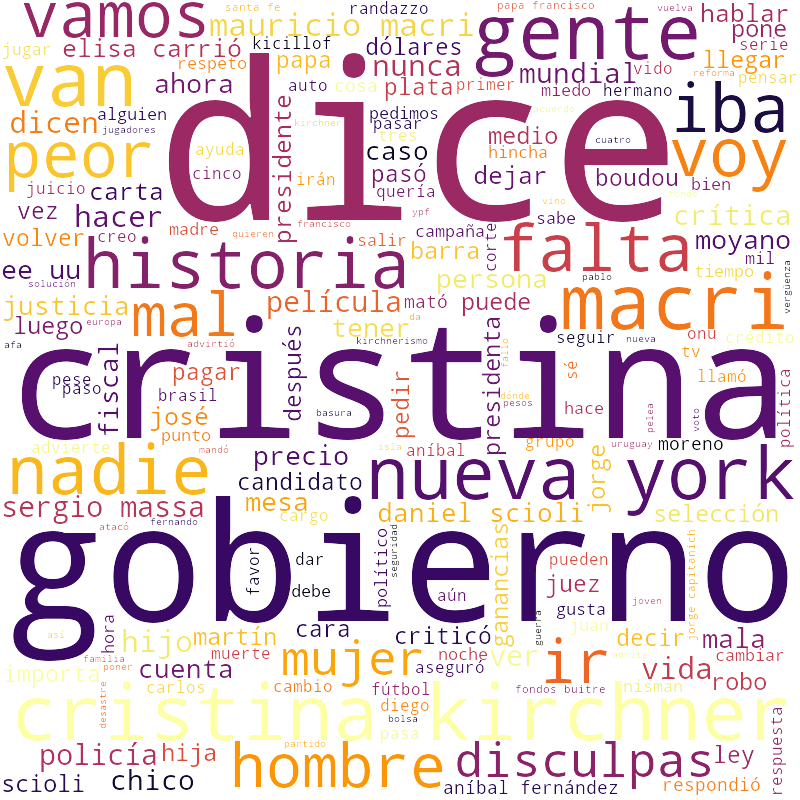 santa fe
randazzo
papa francisco
vuelva
vamos
mauricio macri
gente
hablar
jugar
elisa carrió
kicillof
dólares
pone
serie
respeto
papa
nunca
mundial
vido
llegar
reforma
pensar
van
ahora
auto
cosa
plata
primer
miedo
hermano
dice
iba
dicen
alguien
jugadores
presidente
kirchner
pedimos
pasar
acuerdo
tres
medio
cuatro
peor
ayuda
caso
hincha
voy
juicio
carta
cinco
irán
pasó
dejar
boudou
bien
quería
vez
hacer
ypf
vino
fondo
crítica
volver
creo
madre
francisco
quieren
salir
campaña
sabe
corte
falta
moyano
mil
ee uu
solución
historia
barra
persona
pablo
tiempo
vergüenza
justicia
mal
película
mató
puede
macri
luego
europa
tener
da
onu
crédito
afa
advirtió
kirchnerismo
seguir
nueva
tv
fiscal
cristina
después
fallo
sé
llamó
pese
paso
pagar
dónde
pesos
hace
brasil
basura
pedir
presidenta
pelea
voto
política
josé
punto
isla
grupo
uruguay
moreno
advierte
mandó
aníbal
jorge
nadie
precio
candidato
nueva york
sergio massa
mesa
cargo
daniel scioli
selección
atacó
fernando
gobierno
favor
dar
debe
político
seguridad
ganancias
pueden
juez
jorge capitanich
aún
gusta
joven
así
hora
hijo
martín
cara
criticó
guerra
juan
decir
mala
familia
poner
muerte
mujer
noche
ver
ir
cambiar
importa
cuenta
aseguró
vida
robo
desastre
carlos
cambio
fútbol
fondos buitre
nisman
diego
bolsa
pasa
cristina kirchner
respuesta
policía
hija
partido
hombre
disculpas
ley
scioli
chico
aníbal fernández
respondió